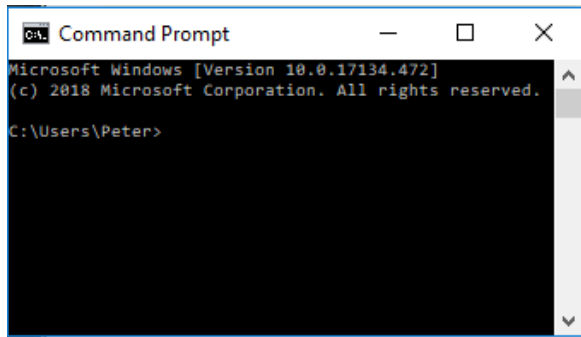 Command Prompt
Microsoft Windows [Version 10.0.17134.472]
(c) 2018 Microsoft Corporation. All rights reserved.
C:\Users\Peter>